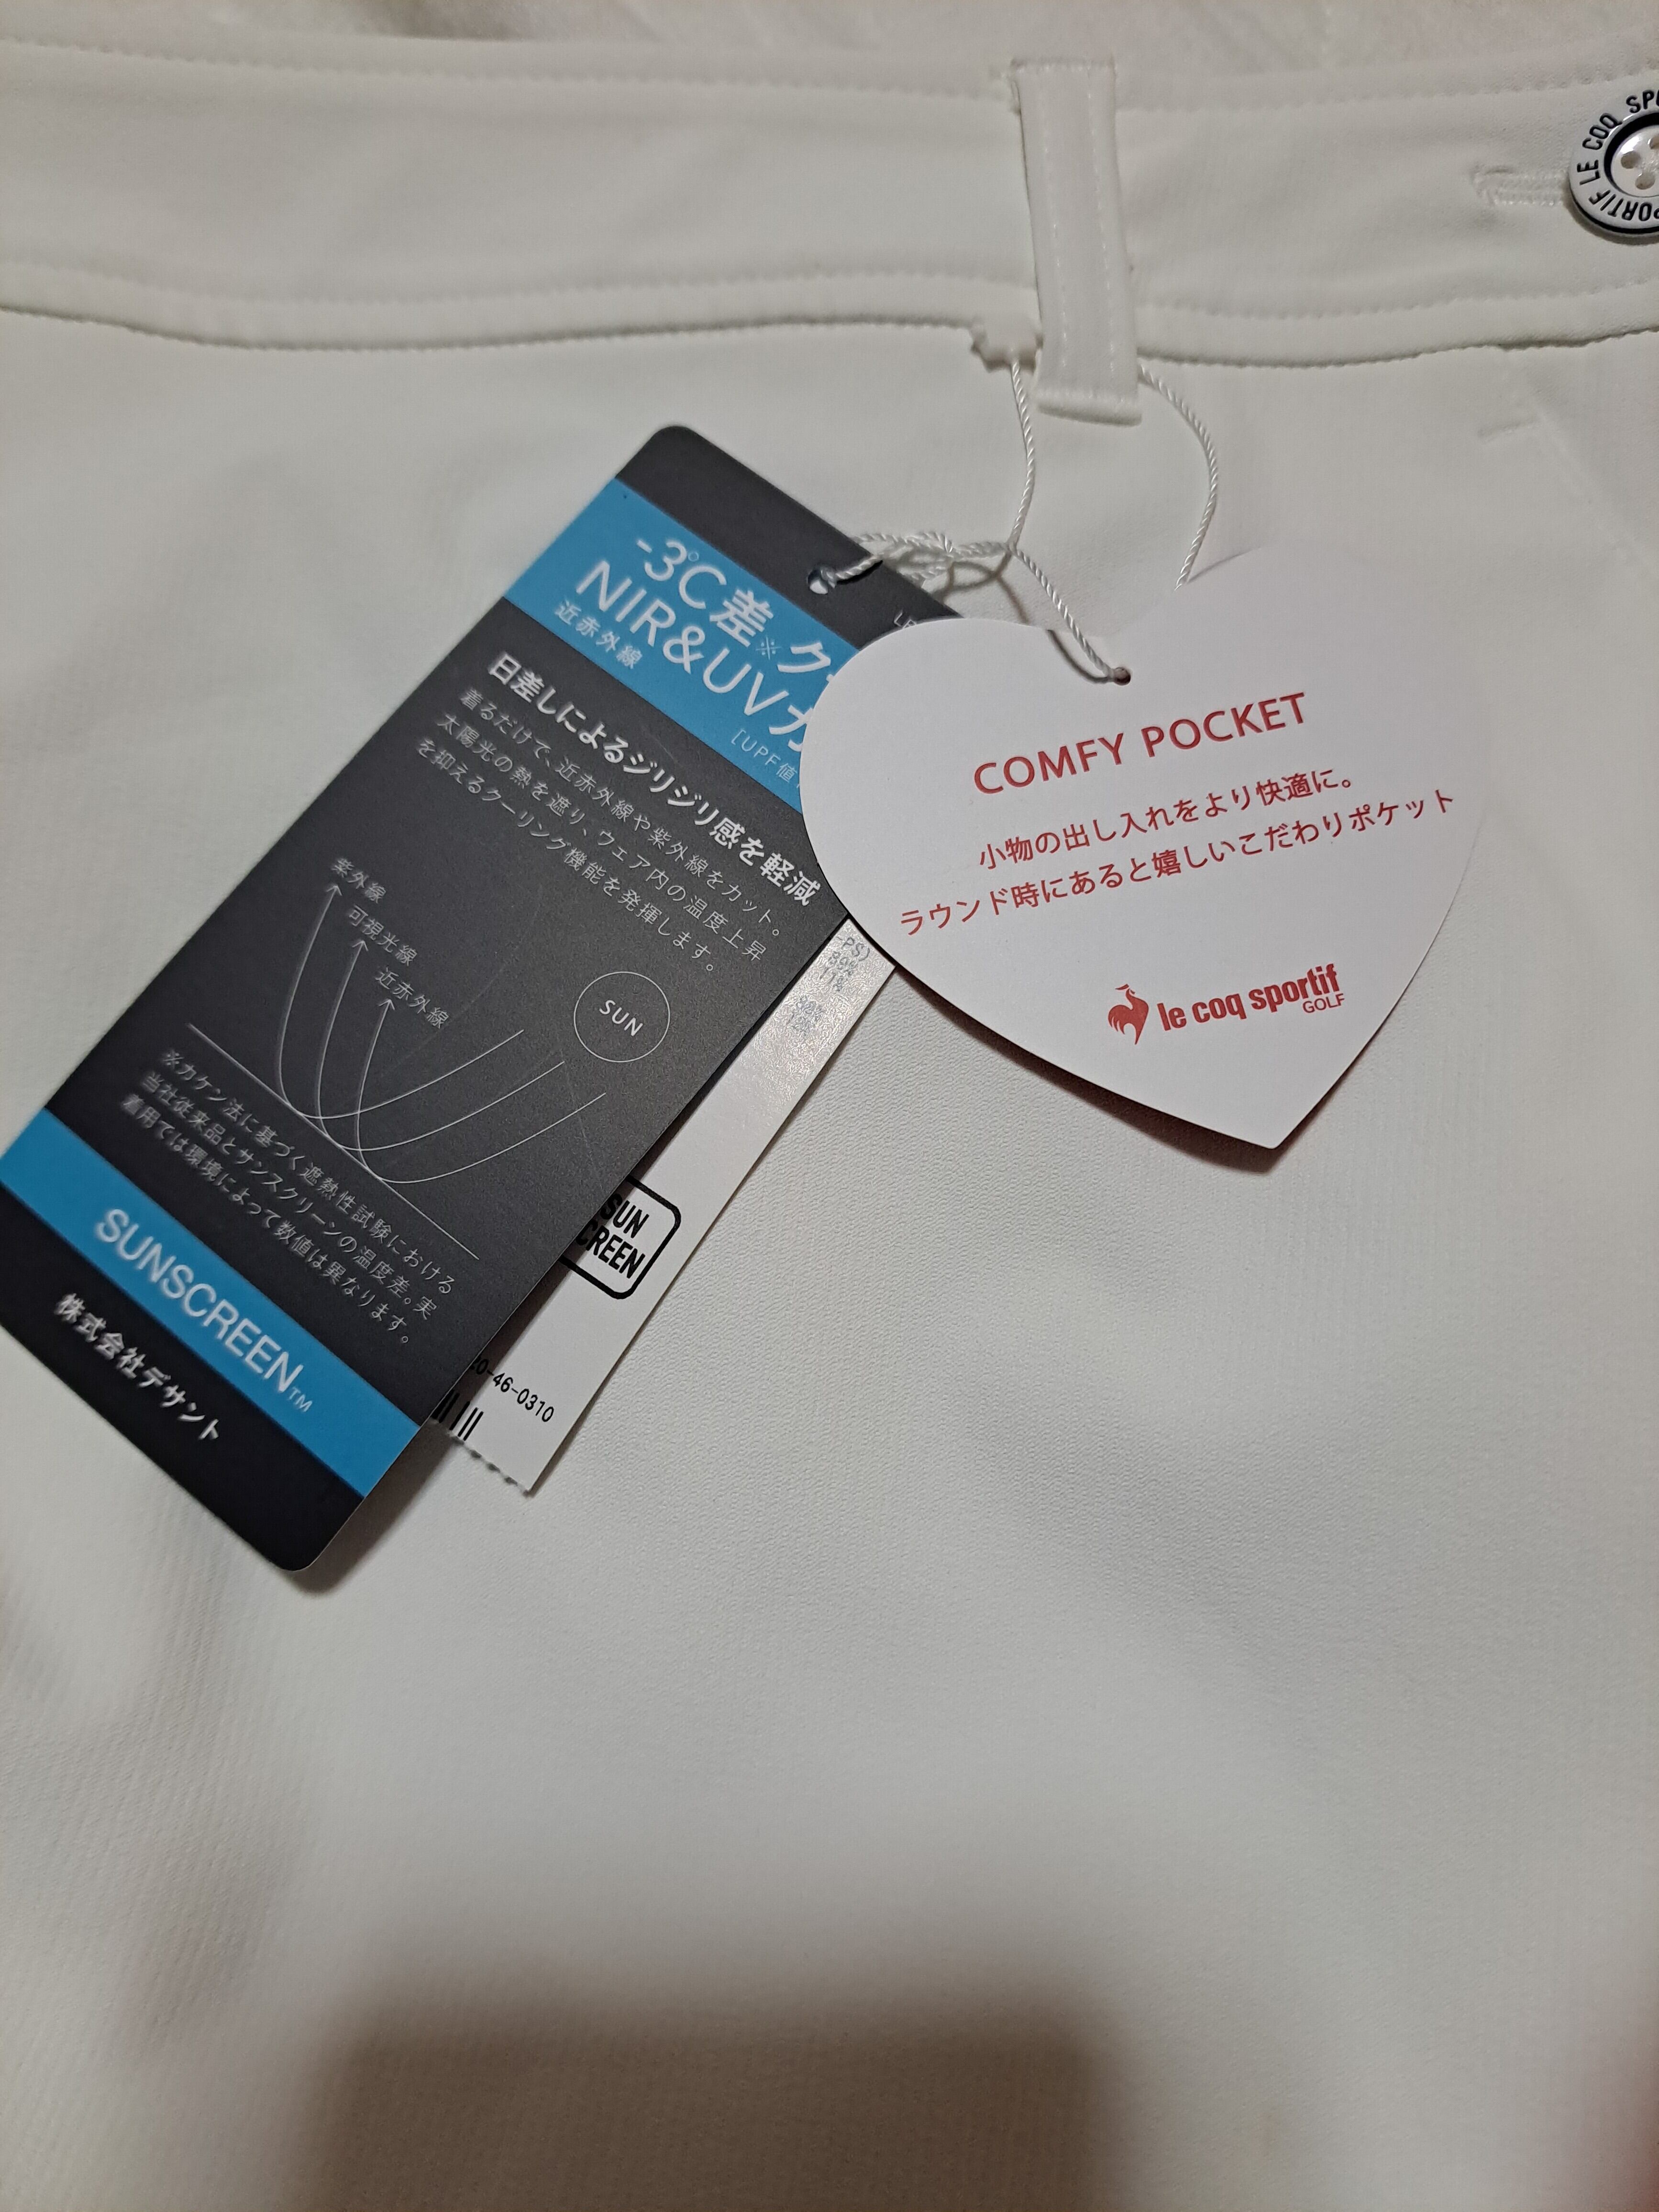 LE COQ SPORTIF
-3℃差※ク
NIR&UVカ
近赤外線
[UPF値
日差しによるジリジリ感を軽減
着るだけで、近赤外線や紫外線をカット。
太陽光の熱を遮り、ウェア内の温度上昇
を抑えるクーリング機能を発揮します。
紫外線
可視光線
近赤外線
SUN
※カケン法に基づく遮熱性試験における
当社従来品とサンスクリーンの温度差。実
着用では環境によって数値は異なります。
SUNSCREEN™
株式会社デサント
COMFY POCKET
小物の出し入れをより快適に。
ラウンド時にあると嬉しいこだわりポケット
le coq sportif
GOLF
PS)
89%
11%
SUN
CREEN
20-46-0310